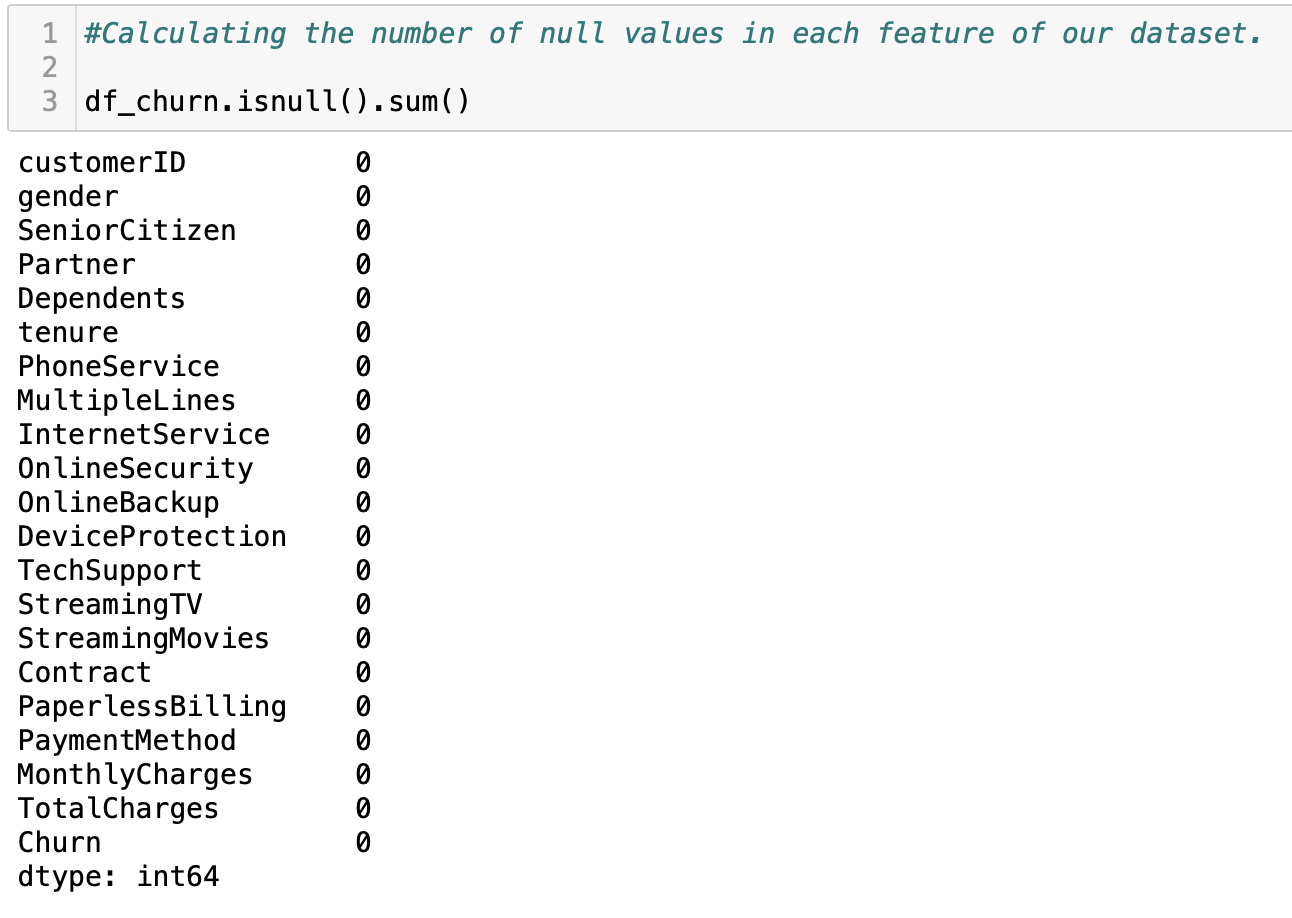 1 #Calculating the number of null values in each feature of our dataset.
2
3 df_churn.isnull().sum()
customerID 0
gender 0
SeniorCitizen 0
Partner 0
Dependents 0
tenure 0
PhoneService 0
MultipleLines 0
InternetService 0
OnlineSecurity 0
OnlineBackup 0
DeviceProtection 0
TechSupport 0
StreamingTV 0
StreamingMovies 0
Contract 0
PaperlessBilling 0
PaymentMethod 0
MonthlyCharges 0
TotalCharges 0
Churn 0
dtype: int64